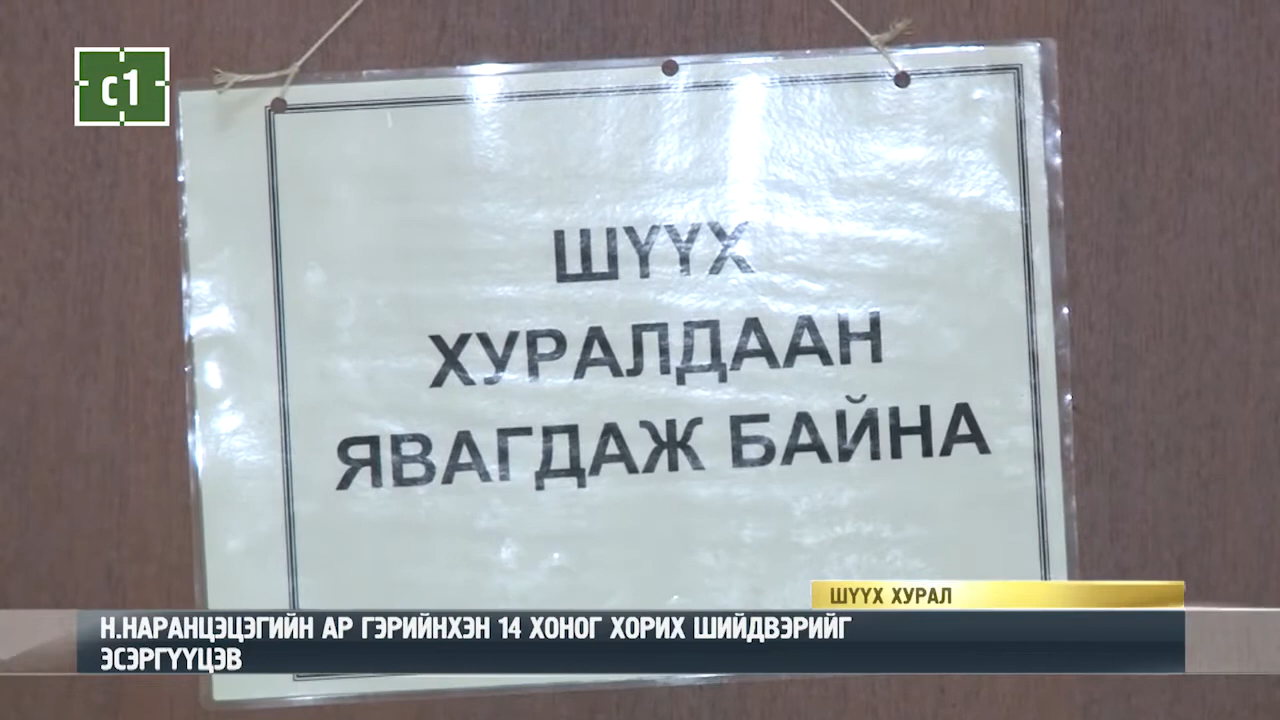 c1
ШҮҮХ
ХУРАЛДААН
ЯВАГДАЖ БАЙНА
ШҮҮХ ХУРАЛ
Н.НАРАНЦЭЦЭГИЙН АР ГЭРИЙНХЭН 14 ХОНОГ ХОРИХ ШИЙДВЭРИЙГ
ЭСЭРГҮҮЦЭВ